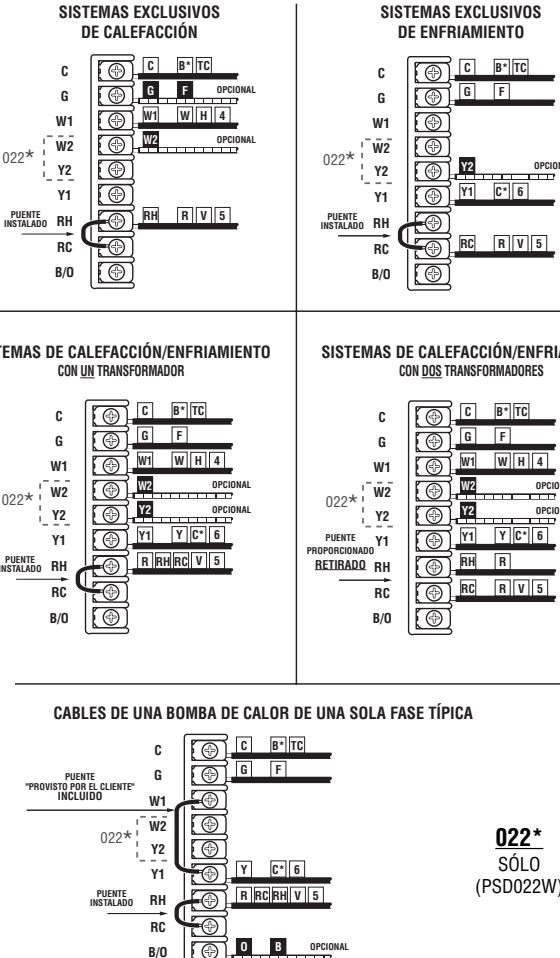 SISTEMAS EXCLUSIVOS
DE CALEFACCIÓN
C C B* TC
G G F OPCIONAL
W1 W1 W H 4
022* W2 W2 OPCIONAL
Y2
Y1
PUENTE INSTALADO RH RH R V 5
RC
B/O
SISTEMAS EXCLUSIVOS
DE ENFRIAMIENTO
C C B* TC
G G F
W1
022* W2
Y2 Y2 OPCION
Y1 Y1 C* 6
PUENTE INSTALADO RH
RC RC R V 5
B/O
TEMAS DE CALEFACCIÓN/ENFRIAMIENTO
CON UN TRANSFORMADOR
C C B* TC
G G F
W1 W1 W H 4
022* W2 W2 OPCIONAL
Y2 Y2 OPCIONAL
Y1 Y1 Y C* 6
PUENTE INSTALADO RH R RH RC V 5
RC
B/O
SISTEMAS DE CALEFACCIÓN/ENFRIA
CON DOS TRANSFORMADORES
C C B* TC
G G F
W1 W1 W H 4
022* W2 W2 OPCIO
Y2 Y2 OPCIO
Y1 Y1 Y C* 6
PUENTE PROPORCIONADO RETIRADO RH RH R
RC RC R V 5
B/O
CABLES DE UNA BOMBA DE CALOR DE UNA SOLA FASE TÍPICA
C C B* TC
G G F
PUENTE
"PROVISTO POR EL CLIENTE"
INCLUIDO
W1
022* W2
Y2
Y1 Y C* 6
PUENTE INSTALADO RH R RC RH V 5
RC
B/O O B OPCIONAL
022*
SÓLO
(PSD022W)